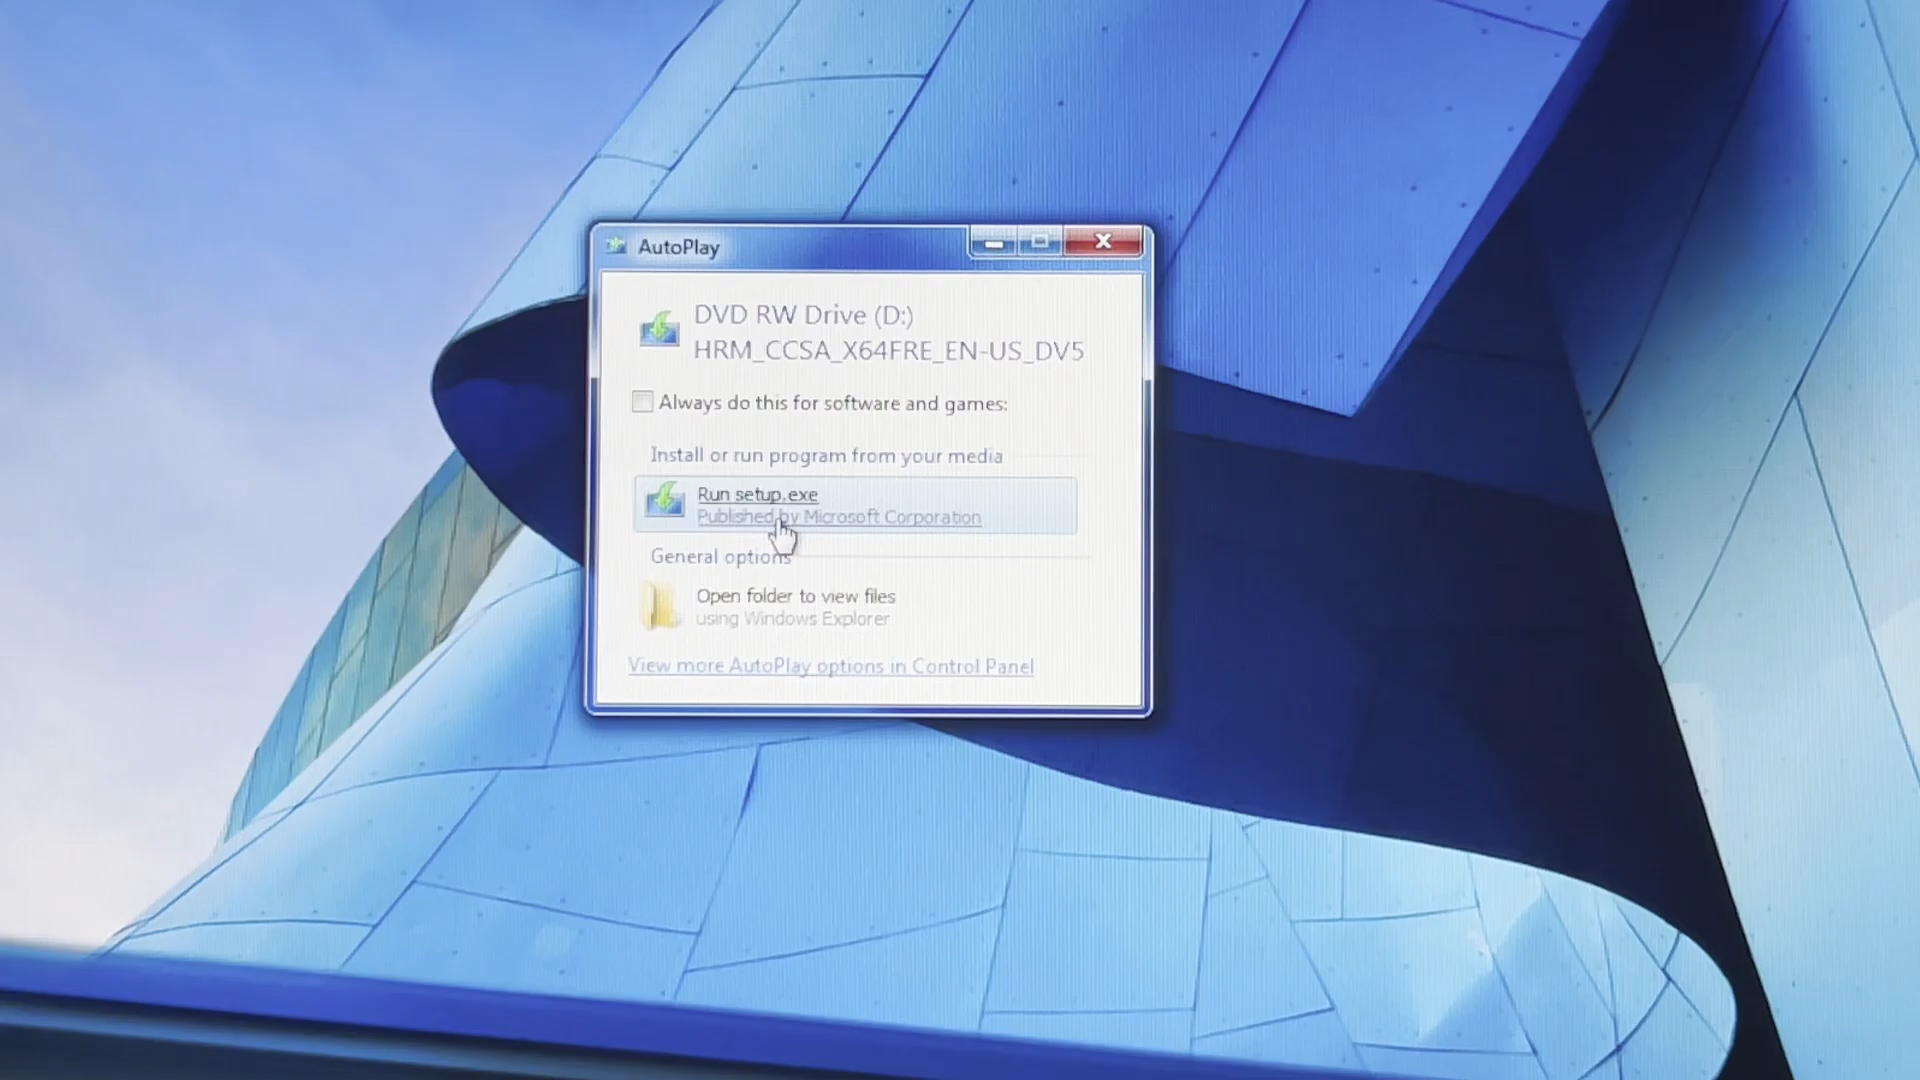 AutoPlay
DVD RW Drive (D:)
HRM_CCSA_X64FRE_EN-US_DV5
Always do this for software and games:
Install or run program from your media
Run setup.exe
Published by Microsoft Corporation
General options
Open folder to view files
using Windows Explorer
View more AutoPlay options in Control Panel